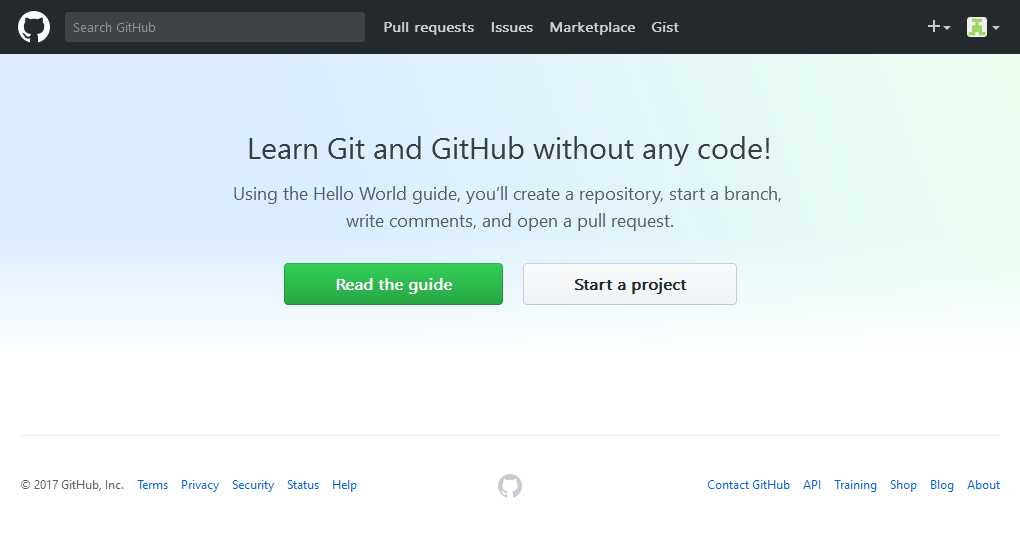 Search GitHub Pull requests Issues Marketplace Gist
Learn Git and GitHub without any code!
Using the Hello World guide, you’ll create a repository, start a branch,
write comments, and open a pull request.
Read the guide Start a project
© 2017 GitHub, Inc. Terms Privacy Security Status Help Contact GitHub API Training Shop Blog About